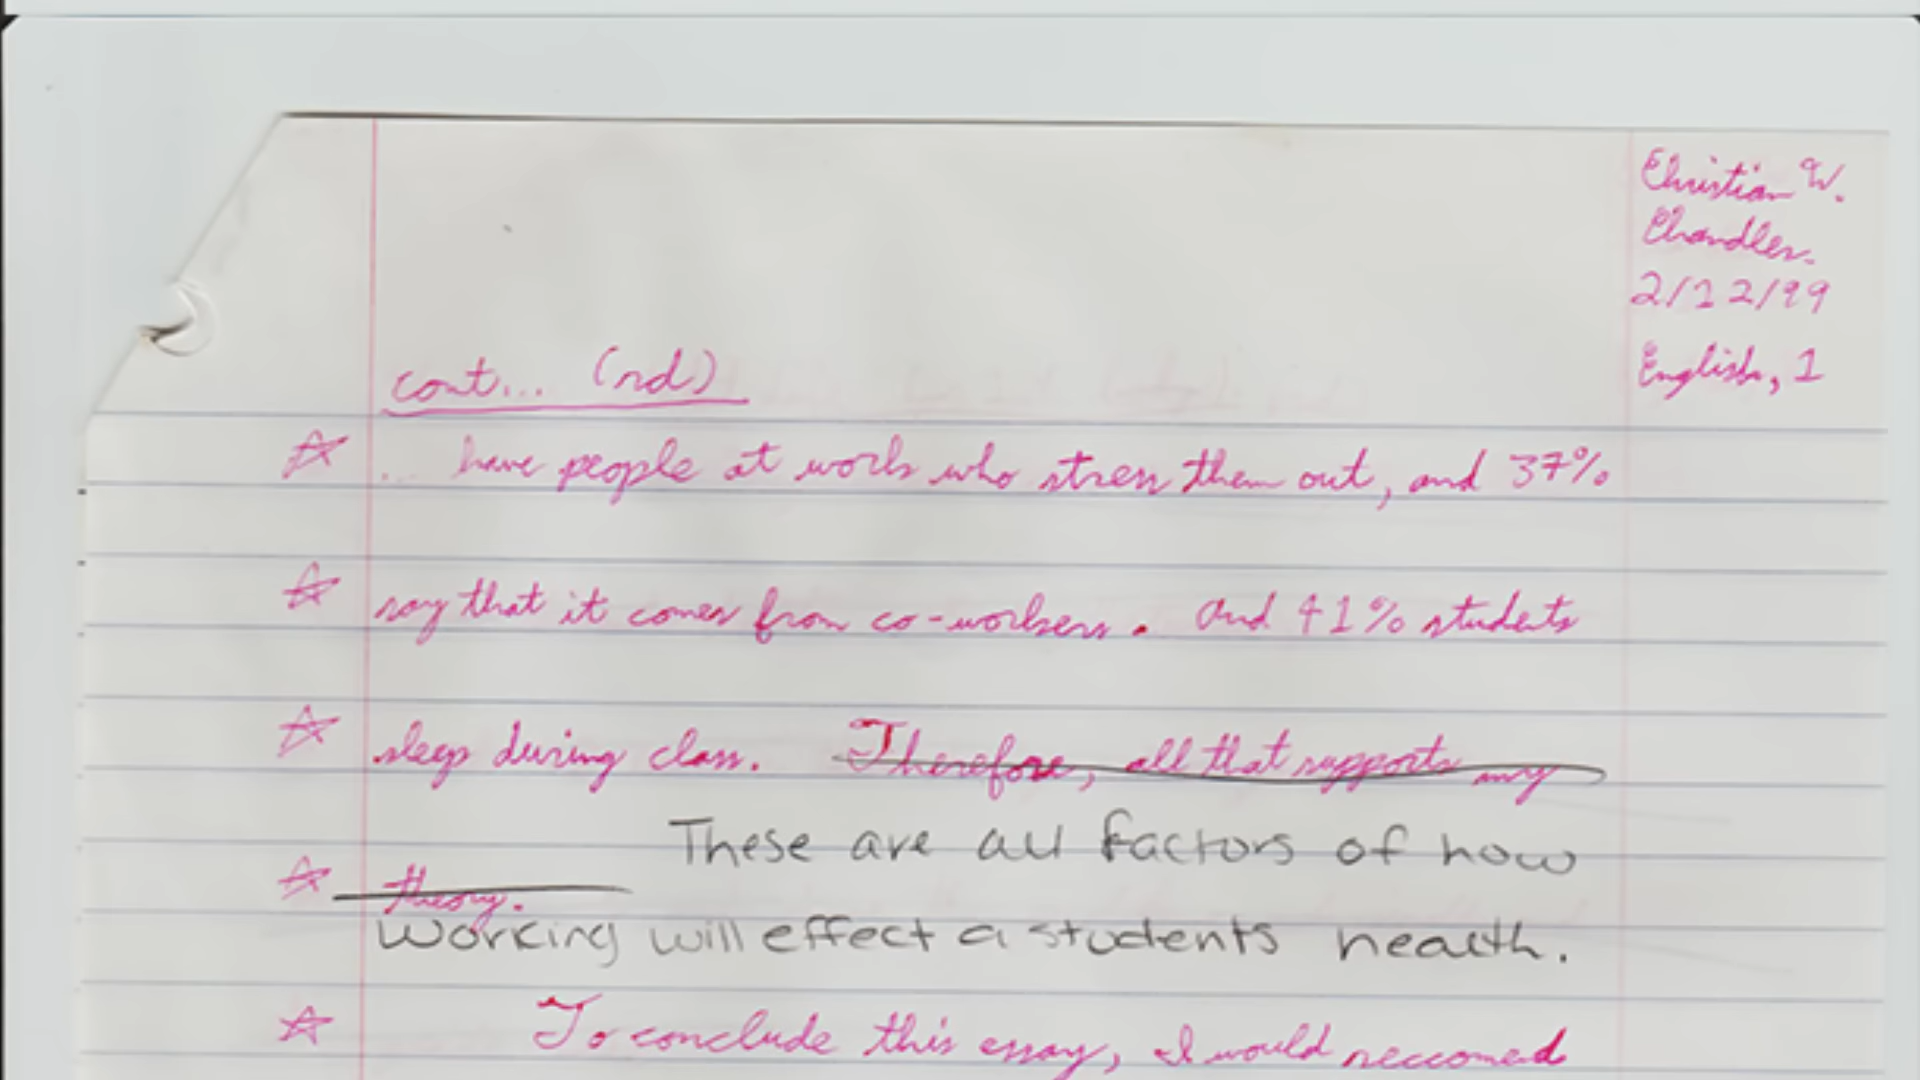 Christian W.
Chandler.
2/22/99
English, 1
cont... (rd)
... have people at work who stress them out, and 37%
say that it comes from co-workers. And 41% students
sleep during class. Therefore, all that supports my
These are all factors of how
theory.
Working will effect a students health.
To conclude this essay, I would reccomed